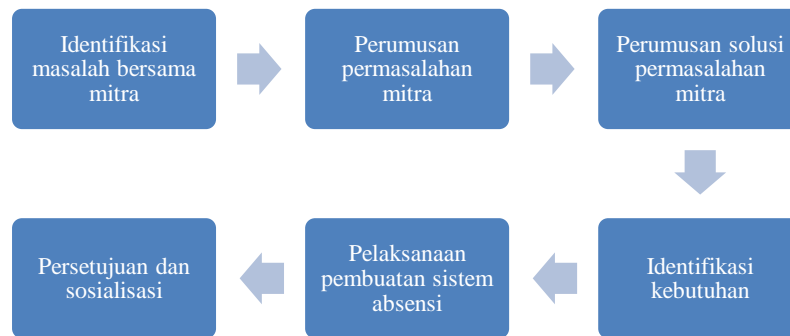 Identifikasi
masalah bersama
mitra
Perumusan
permasalahan
mitra
Perumusan solusi
permasalahan
mitra
Identifikasi
kebutuhan
Pelaksanaan
pembuatan sistem
absensi
Persetujuan dan
sosialisasi